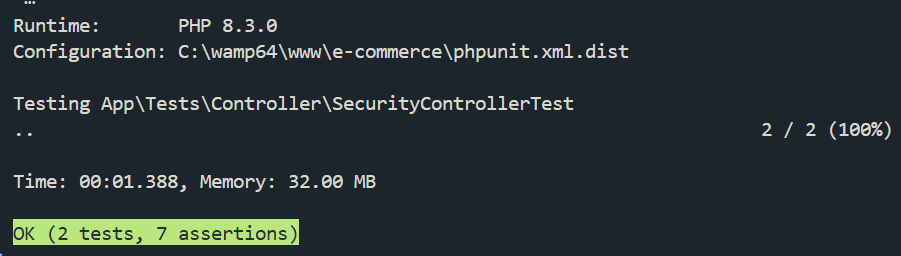 …
Runtime: PHP 8.3.0
Configuration: C:\wamp64\www\e-commerce\phpunit.xml.dist
Testing App\Tests\Controller\SecurityControllerTest
.. 2 / 2 (100%)
Time: 00:01.388, Memory: 32.00 MB
OK (2 tests, 7 assertions)